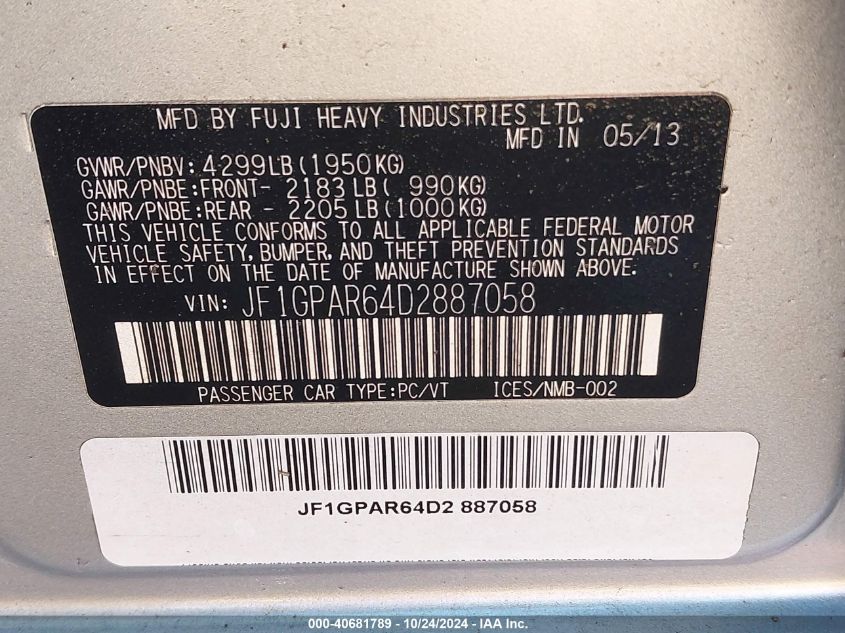 MFD BY FUJI HEAVY INDUSTRIES LTD.
MFD IN 05/13
GVWR/PNBV: 4299LB(1950KG)
GAWR/PNBE:FRONT- 2183LB( 990KG)
GAWR/PNBE:REAR - 2205LB(1000KG)
THIS VEHICLE CONFORMS TO ALL APPLICABLE FEDERAL MOTOR
VEHICLE SAFETY, BUMPER, AND THEFT PREVENTION STANDARDS
IN EFFECT ON THE DATE OF MANUFACTURE SHOWN ABOVE.
VIN: JF1GPAR64D2887058
PASSENGER CAR TYPE:PC/VT ICES/NMB-002
JF1GPAR64D2 887058
000-40681789 - 10/24/2024 - IAA Inc.